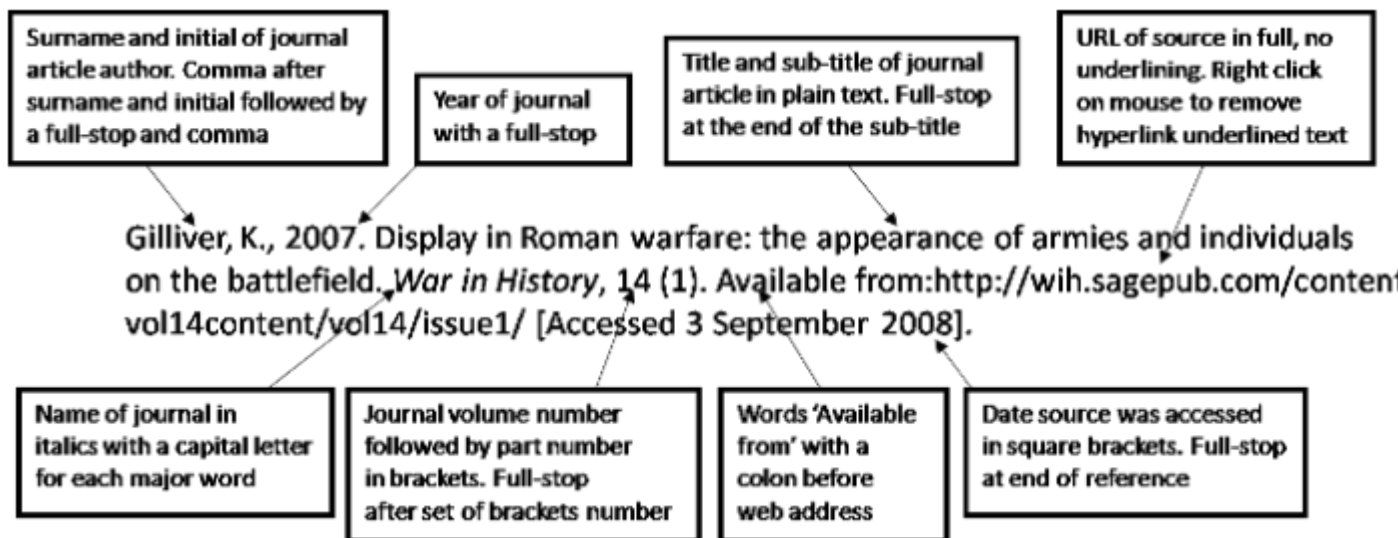 Surname and initial of journal
article author. Comma after
surname and initial followed by
a full-stop and comma
Year of journal
with a full-stop
Title and sub-title of journal
article in plain text. Full-stop
at the end of the sub-title
URL of source in full, no
underlining. Right click
on mouse to remove
hyperlink underlined text
Gilliver, K., 2007. Display in Roman warfare: the appearance of armies and individuals
on the battlefield. War in History, 14 (1). Available from:http://wih.sagepub.com/content
vol14content/vol14/issue1/ [Accessed 3 September 2008].
Name of journal in
italics with a capital letter
for each major word
Journal volume number
followed by part number
in brackets. Full-stop
after set of brackets number
Words ‘Available
from’ with a
colon before
web address
Date source was accessed
in square brackets. Full-stop
at end of reference